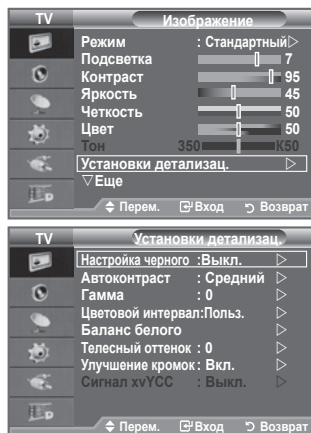 TV Изображение
Режим : Стандартный
Подсветка 7
Контраст 95
Яркость 45
Четкость 50
Цвет 50
Тон З50 К50
Установки детализац.
Еще
Перем. Вход Возврат
TV Установки детализац.
Настройка черного :Выкл.
Автоконтраст : Средний
Гамма : 0
Цветовой интервал:Польз.
Баланс белого
Телесный оттенок : 0
Улучшение кромок : Вкл.
Сигнал xvYCC : Выкл.
Перем. Вход Возврат